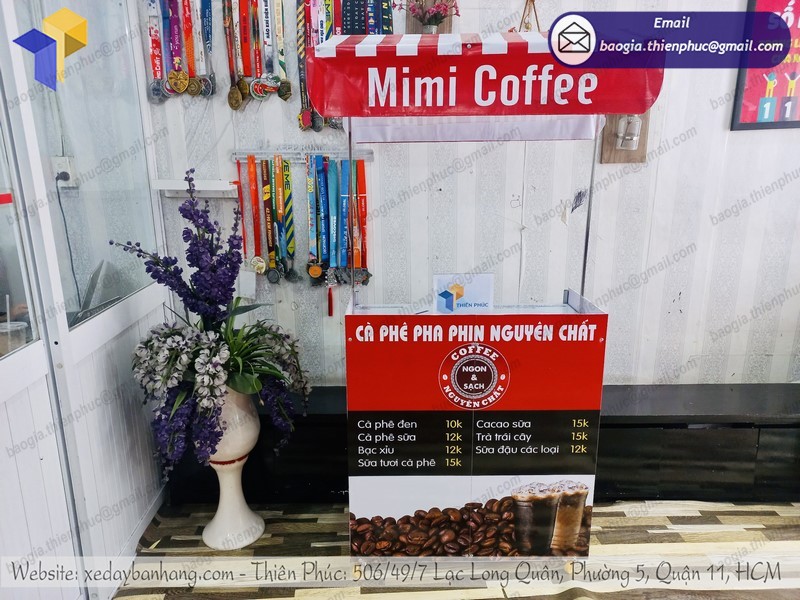 Email
baogia.thienphuc@gmail.com
Mimi Coffee
THIÊN PHÚC
CÀ PHÊ PHA PHIN NGUYÊN CHẤT
COFFEE
NGON
&
SẠCH
NGUYÊN CHẤT
Cà phê đen 10k
Cà phê sữa 12k
Bạc xỉu 12k
Sữa tươi cà phê 15k
Cacao sữa 15k
Trà trái cây 15k
Sữa đậu các loại 12k
Website: xedaybanhang.com - Thiên Phúc: 506/49/7 Lạc Long Quân, Phường 5, Quận 11, HCM